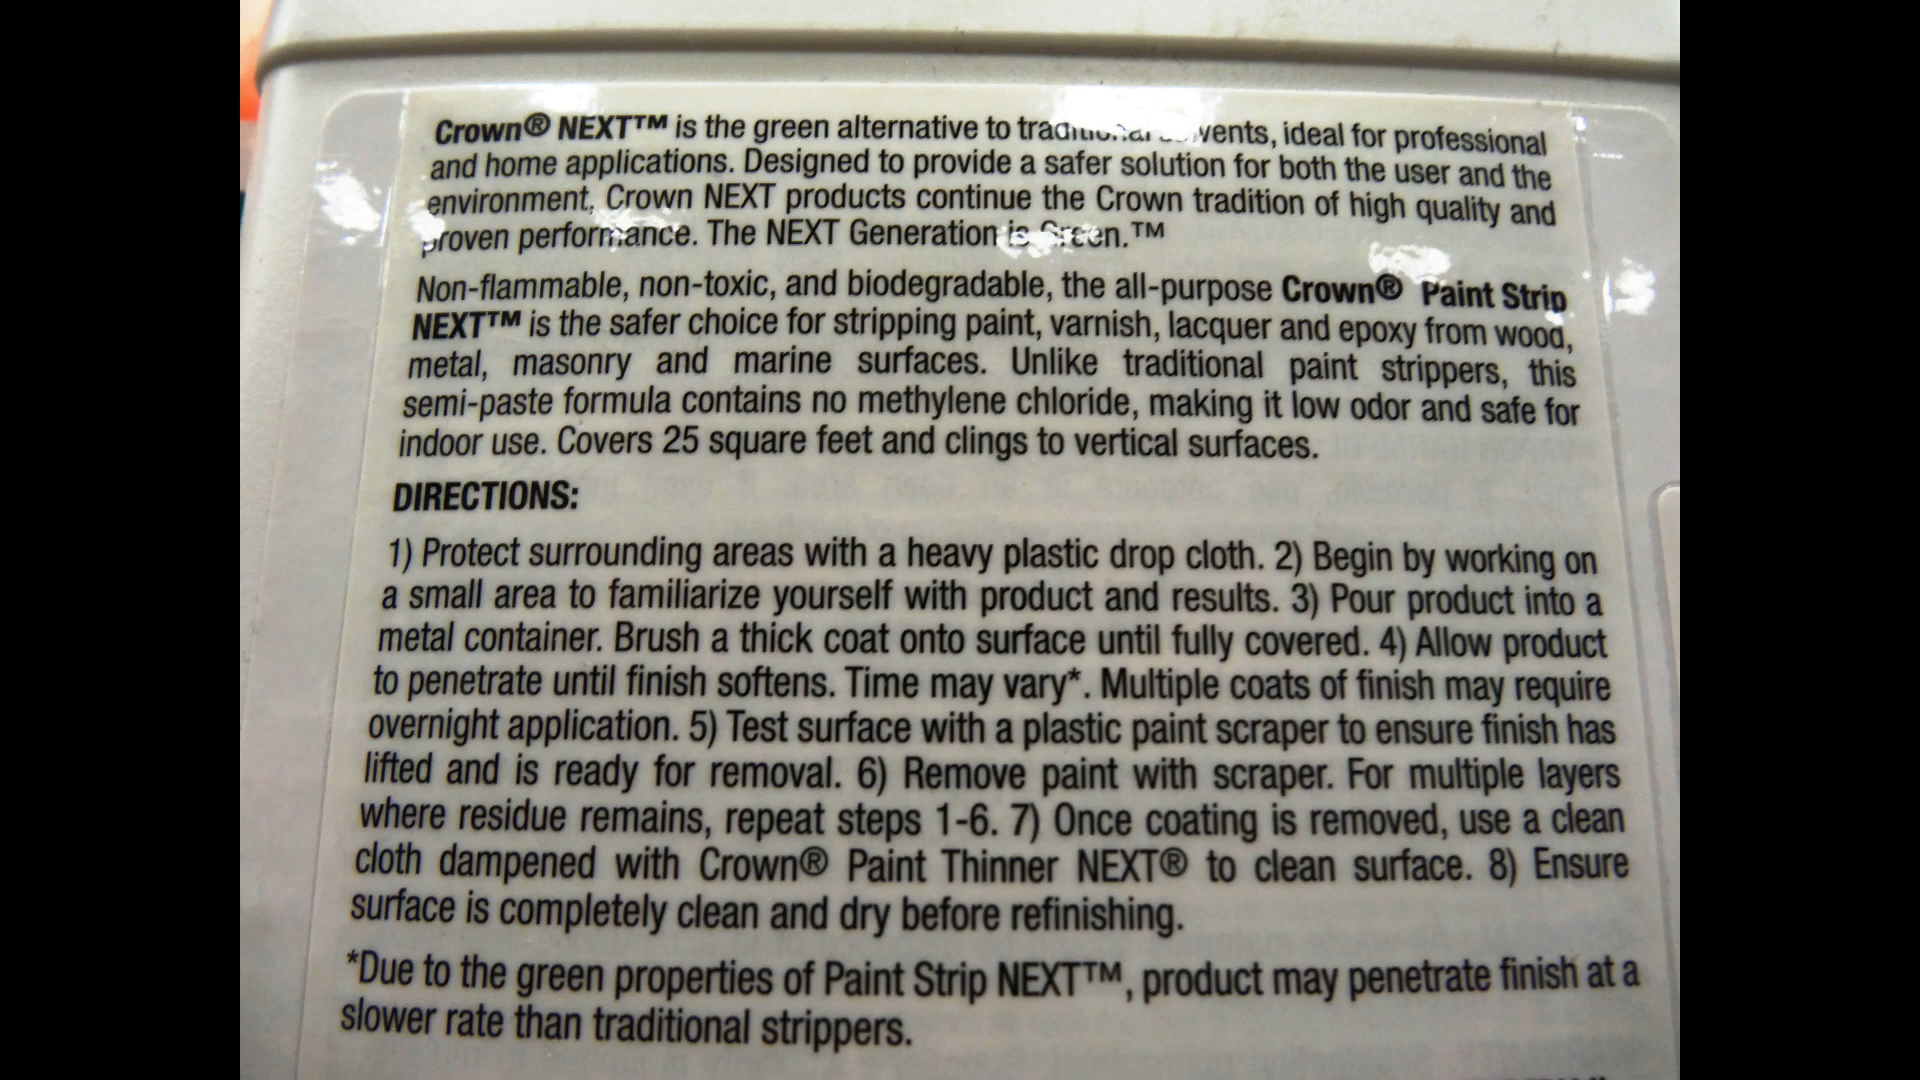 Crown® NEXT™ is the green alternative to traditional solvents, ideal for professional
and home applications. Designed to provide a safer solution for both the user and the
environment, Crown NEXT products continue the Crown tradition of high quality and
proven performance. The NEXT Generation is Green.™
Non-flammable, non-toxic, and biodegradable, the all-purpose Crown® Paint Strip
NEXT™ is the safer choice for stripping paint, varnish, lacquer and epoxy from wood,
metal, masonry and marine surfaces. Unlike traditional paint strippers, this
semi-paste formula contains no methylene chloride, making it low odor and safe for
indoor use. Covers 25 square feet and clings to vertical surfaces.
DIRECTIONS:
1) Protect surrounding areas with a heavy plastic drop cloth. 2) Begin by working on
a small area to familiarize yourself with product and results. 3) Pour product into a
metal container. Brush a thick coat onto surface until fully covered. 4) Allow product
to penetrate until finish softens. Time may vary*. Multiple coats of finish may require
overnight application. 5) Test surface with a plastic paint scraper to ensure finish has
lifted and is ready for removal. 6) Remove paint with scraper. For multiple layers
where residue remains, repeat steps 1-6. 7) Once coating is removed, use a clean
cloth dampened with Crown® Paint Thinner NEXT® to clean surface. 8) Ensure
surface is completely clean and dry before refinishing.
*Due to the green properties of Paint Strip NEXT™, product may penetrate finish at a
slower rate than traditional strippers.